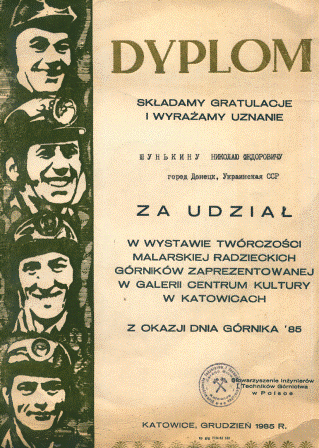 DYPLOM
SKŁADAMY GRATULACJE
I WYRAŻAMY UZNANIE
ШУНЬКИНУ НИКОЛАЮ ФЕДОРОВИЧУ
город Донецк, Украинская ССР
ZA UDZIAŁ
W WYSTAWIE TWÓRCZOŚCI
MALARSKIEJ RADZIECKICH
GÓRNIKÓW ZAPREZENTOWANEJ
W GALERII CENTRUM KULTURY
W KATOWICACH
Z OKAZJI DNIA GÓRNIKA '85
Stowarzyszenie Inżynierów
i Techników Górnictwa
w Polsce
KATOWICE, GRUDZIEŃ 1985 R.